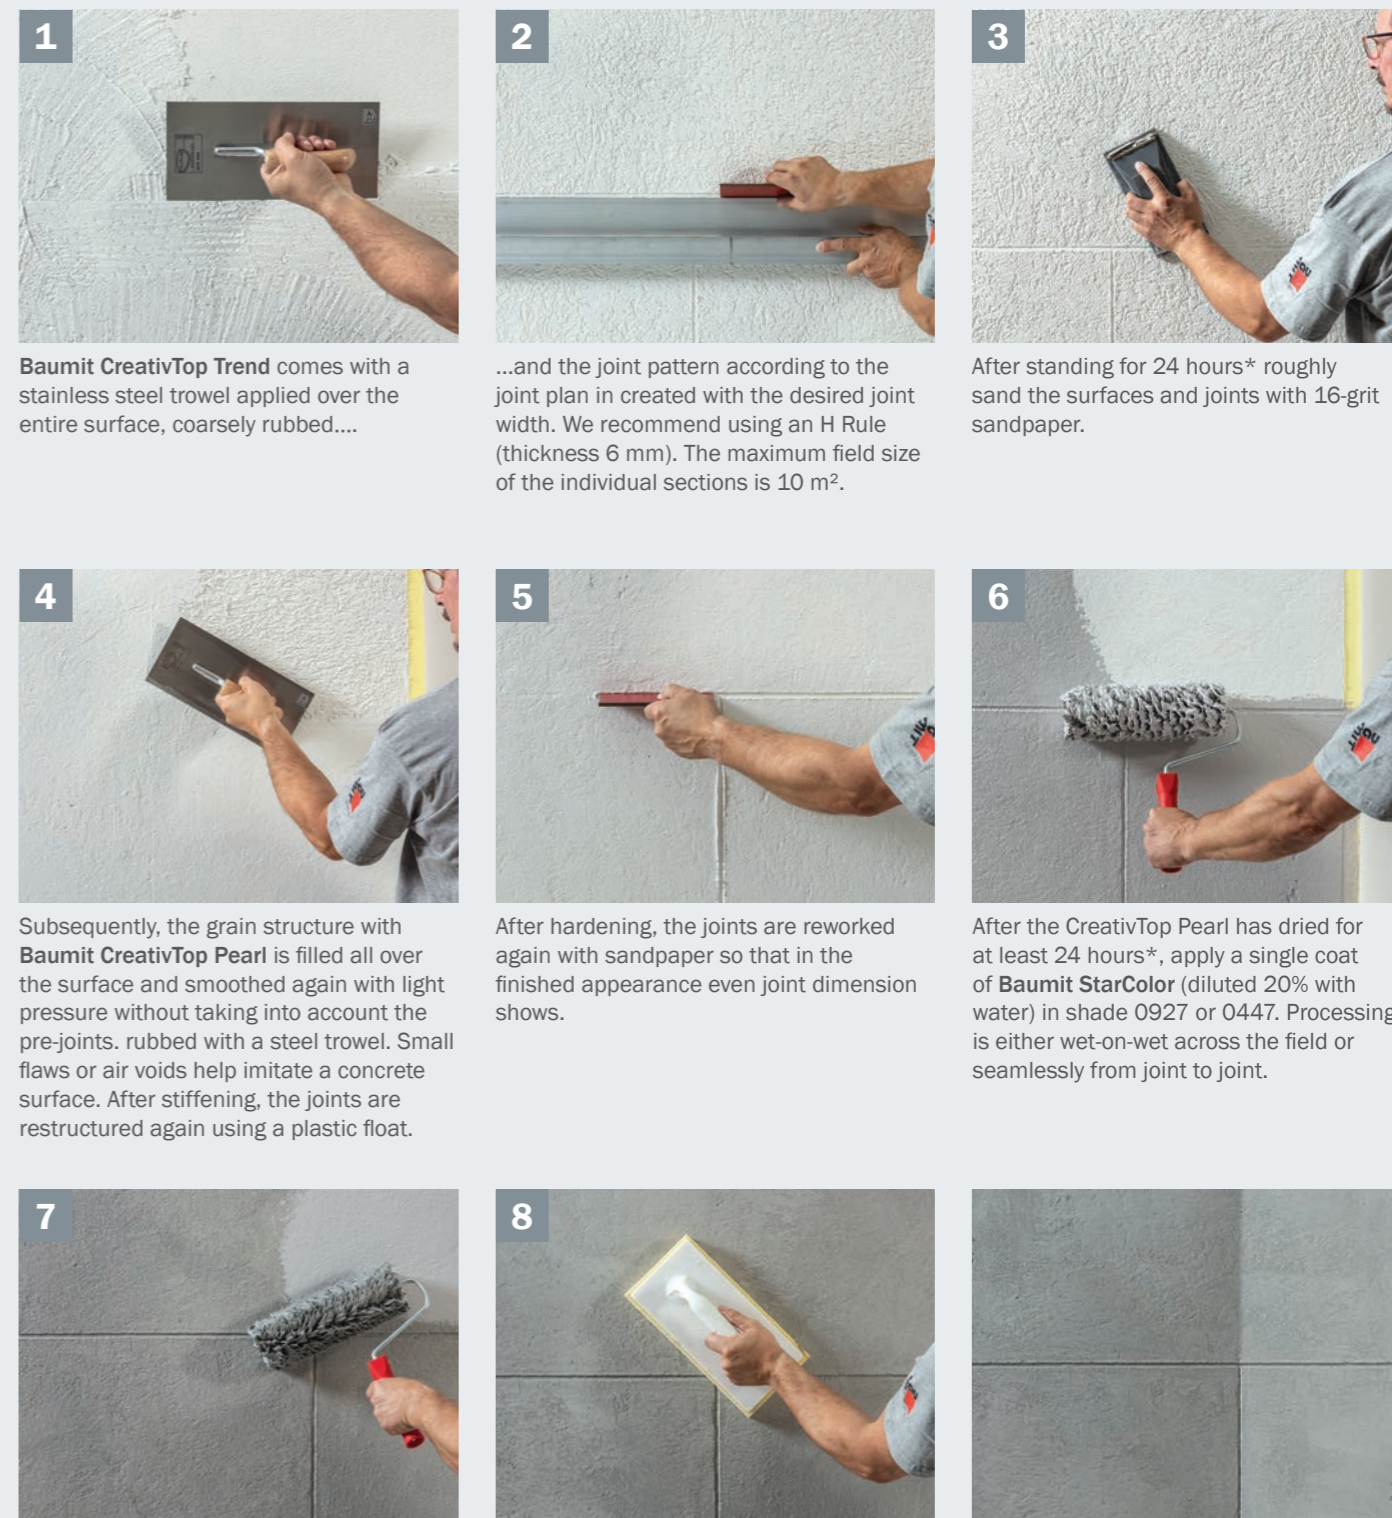 1
Baumit CreativTop Trend comes with a
stainless steel trowel applied over the
entire surface, coarsely rubbed....
2
...and the joint pattern according to the
joint plan in created with the desired joint
width. We recommend using an H Rule
(thickness 6 mm). The maximum field size
of the individual sections is 10 m².
3
After standing for 24 hours* roughly
sand the surfaces and joints with 16-grit
sandpaper.
4
Subsequently, the grain structure with
Baumit CreativTop Pearl is filled all over
the surface and smoothed again with light
pressure without taking into account the
pre-joints. rubbed with a steel trowel. Small
flaws or air voids help imitate a concrete
surface. After stiffening, the joints are
restructured again using a plastic float.
5
After hardening, the joints are reworked
again with sandpaper so that in the
finished appearance even joint dimension
shows.
6
After the CreativTop Pearl has dried for
at least 24 hours*, apply a single coat
of Baumit StarColor (diluted 20% with
water) in shade 0927 or 0447. Processing
is either wet-on-wet across the field or
seamlessly from joint to joint.
7
8